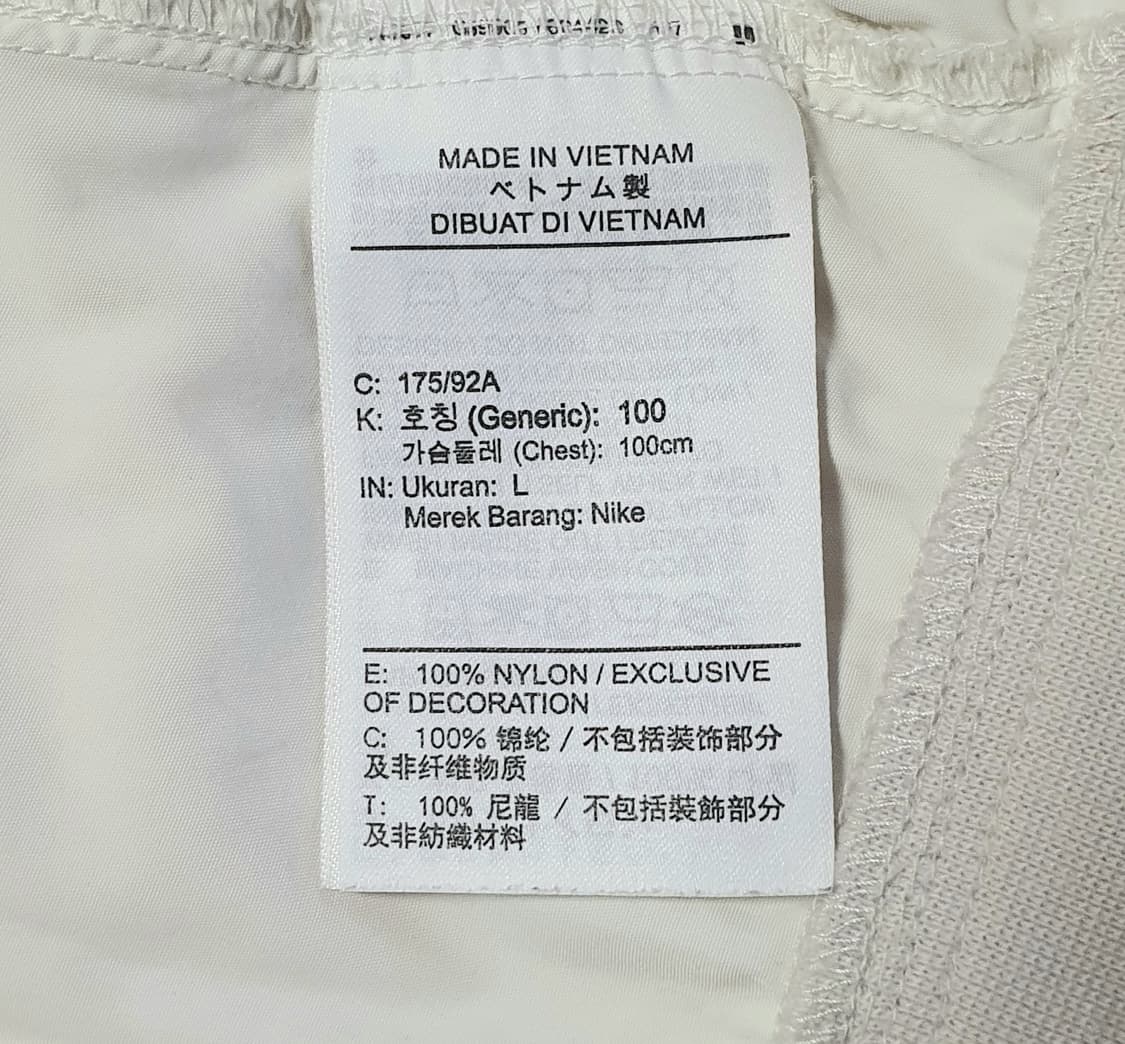 MADE IN VIETNAM
ベトナム製
DIBUAT DI VIETNAM
C: 175/92A
K: 호칭 (Generic): 100
가슴둘레 (Chest): 100cm
IN: Ukuran: L
Merek Barang: Nike
E: 100% NYLON / EXCLUSIVE
OF DECORATION
C: 100% 锦纶 / 不包括装饰部分
及非纤维物质
T: 100% 尼龍 / 不包括裝飾部分
及非紡織材料